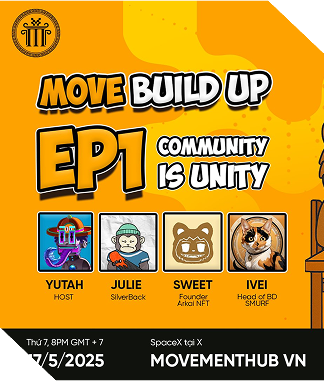 MOVE BUILD UP
EP1
COMMUNITY
IS UNITY
YUTAH
HOST
JULIE
SilverBack
SWEET
Founder
Arkai NFT
IVEI
Head of BD
SMURF
Thứ 7, 8PM GMT + 7
17/5/2025
SpaceX tại X
MOVEMENTHUB VN